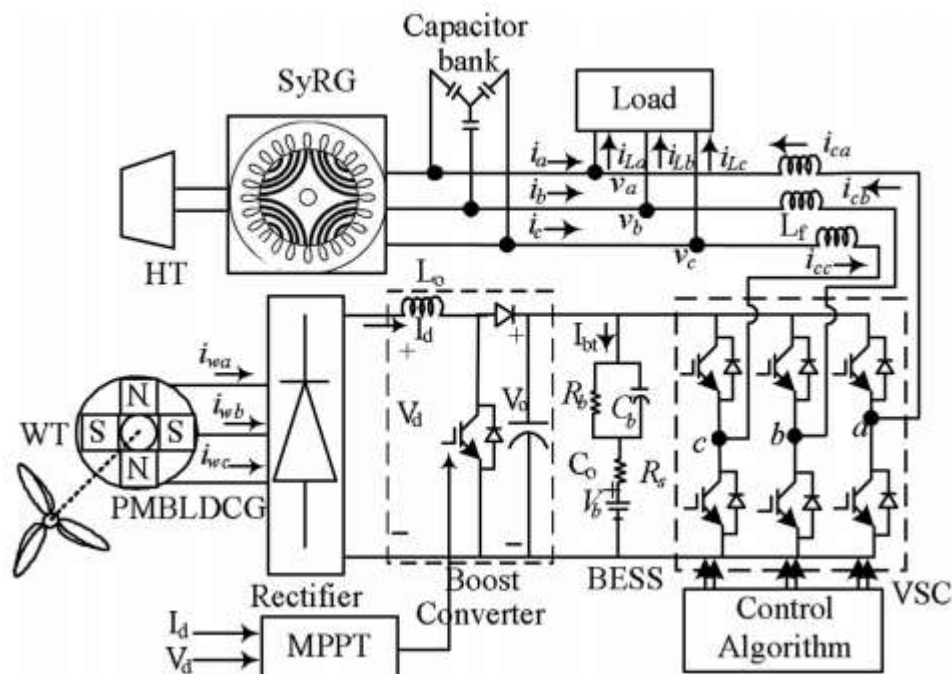 Capacitor
bank
SyRG
Load
i_a
i_b
i_c
i_La
i_Lb
i_Lc
v_a
v_b
v_c
i_ca
i_cb
L_f
i_cc
HT
L_o
I_d
+
+
I_bt
i_wa
i_wb
i_wc
N
S
S
N
WT
PMBLDCG
V_d
V_o
R_b
C_b
C_o
R_s
V_b
+
c
b
a
Rectifier
Boost
Converter
BESS
VSC
I_d
V_d
MPPT
Control
Algorithm